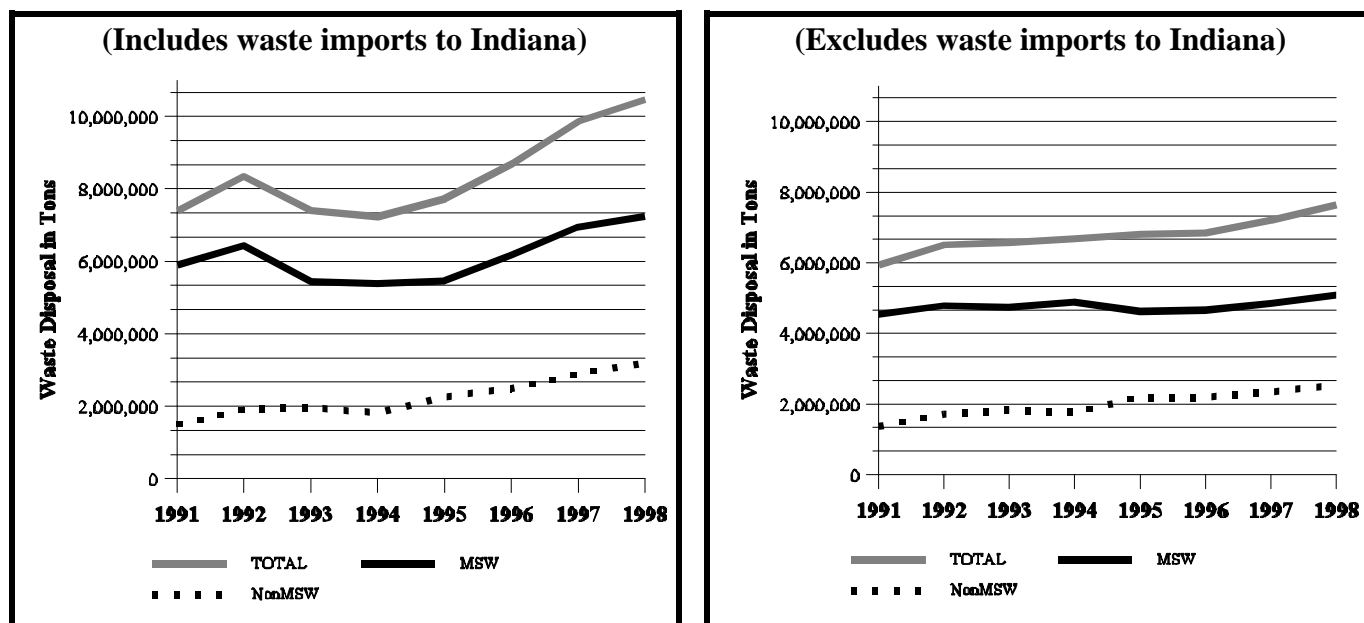 (Includes waste imports to Indiana)
Waste Disposal in Tons
10,000,000
8,000,000
6,000,000
4,000,000
2,000,000
0
1991 1992 1993 1994 1995 1996 1997 1998
TOTAL MSW
NonMSW
(Excludes waste imports to Indiana)
Waste Disposal in Tons
10,000,000
8,000,000
6,000,000
4,000,000
2,000,000
0
1991 1992 1993 1994 1995 1996 1997 1998
TOTAL MSW
NonMSW